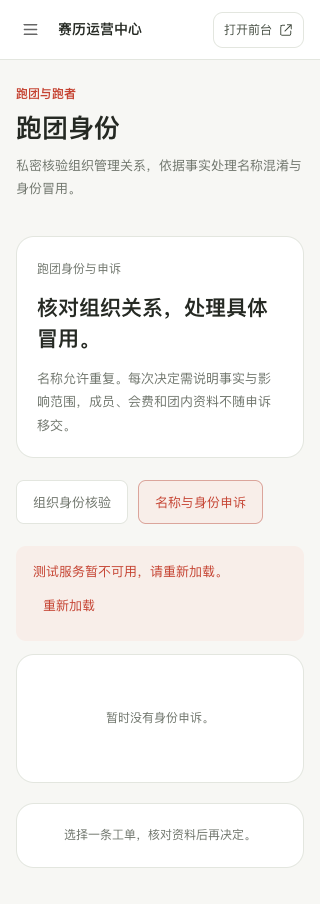 赛历运营中心
打开前台
跑团与跑者
跑团身份
私密核验组织管理关系，依据事实处理名称混淆与
身份冒用。
跑团身份与申诉
核对组织关系，处理具体
冒用。
名称允许重复。每次决定需说明事实与影
响范围，成员、会费和团内资料不随申诉
移交。
组织身份核验
名称与身份申诉
测试服务暂不可用，请重新加载。
重新加载
暂时没有身份申诉。
选择一条工单，核对资料后再决定。